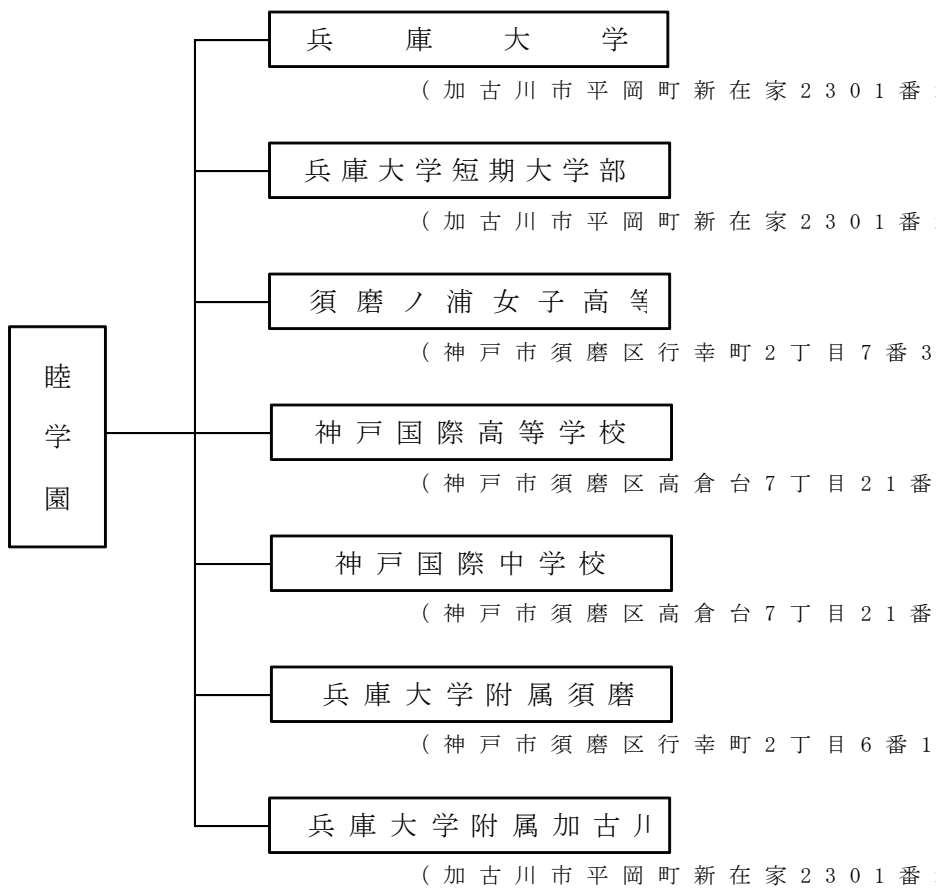 兵庫大学
(加古川市平岡町新在家2301番
兵庫大学短期大学部
(加古川市平岡町新在家2301番
須磨ノ浦女子高等
(神戸市須磨区行幸町2丁目7番3
睦学園
神戸国際高等学校
(神戸市須磨区高倉台7丁目21番
神戸国際中学校
(神戸市須磨区高倉台7丁目21番
兵庫大学附属須磨
(神戸市須磨区行幸町2丁目6番1
兵庫大学附属加古川
(加古川市平岡町新在家2301番